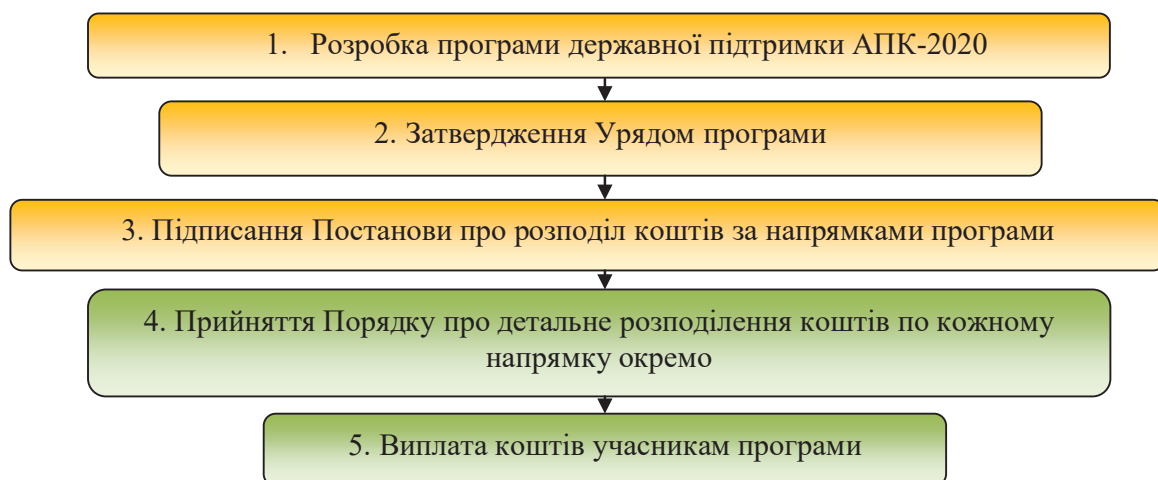 1. Розробка програми державної підтримки АПК-2020
2. Затвердження Урядом програми
3. Підписання Постанови про розподіл коштів за напрямками програми
4. Прийняття Порядку про детальне розподілення коштів по кожному
напрямку окремо
5. Виплата коштів учасникам програми